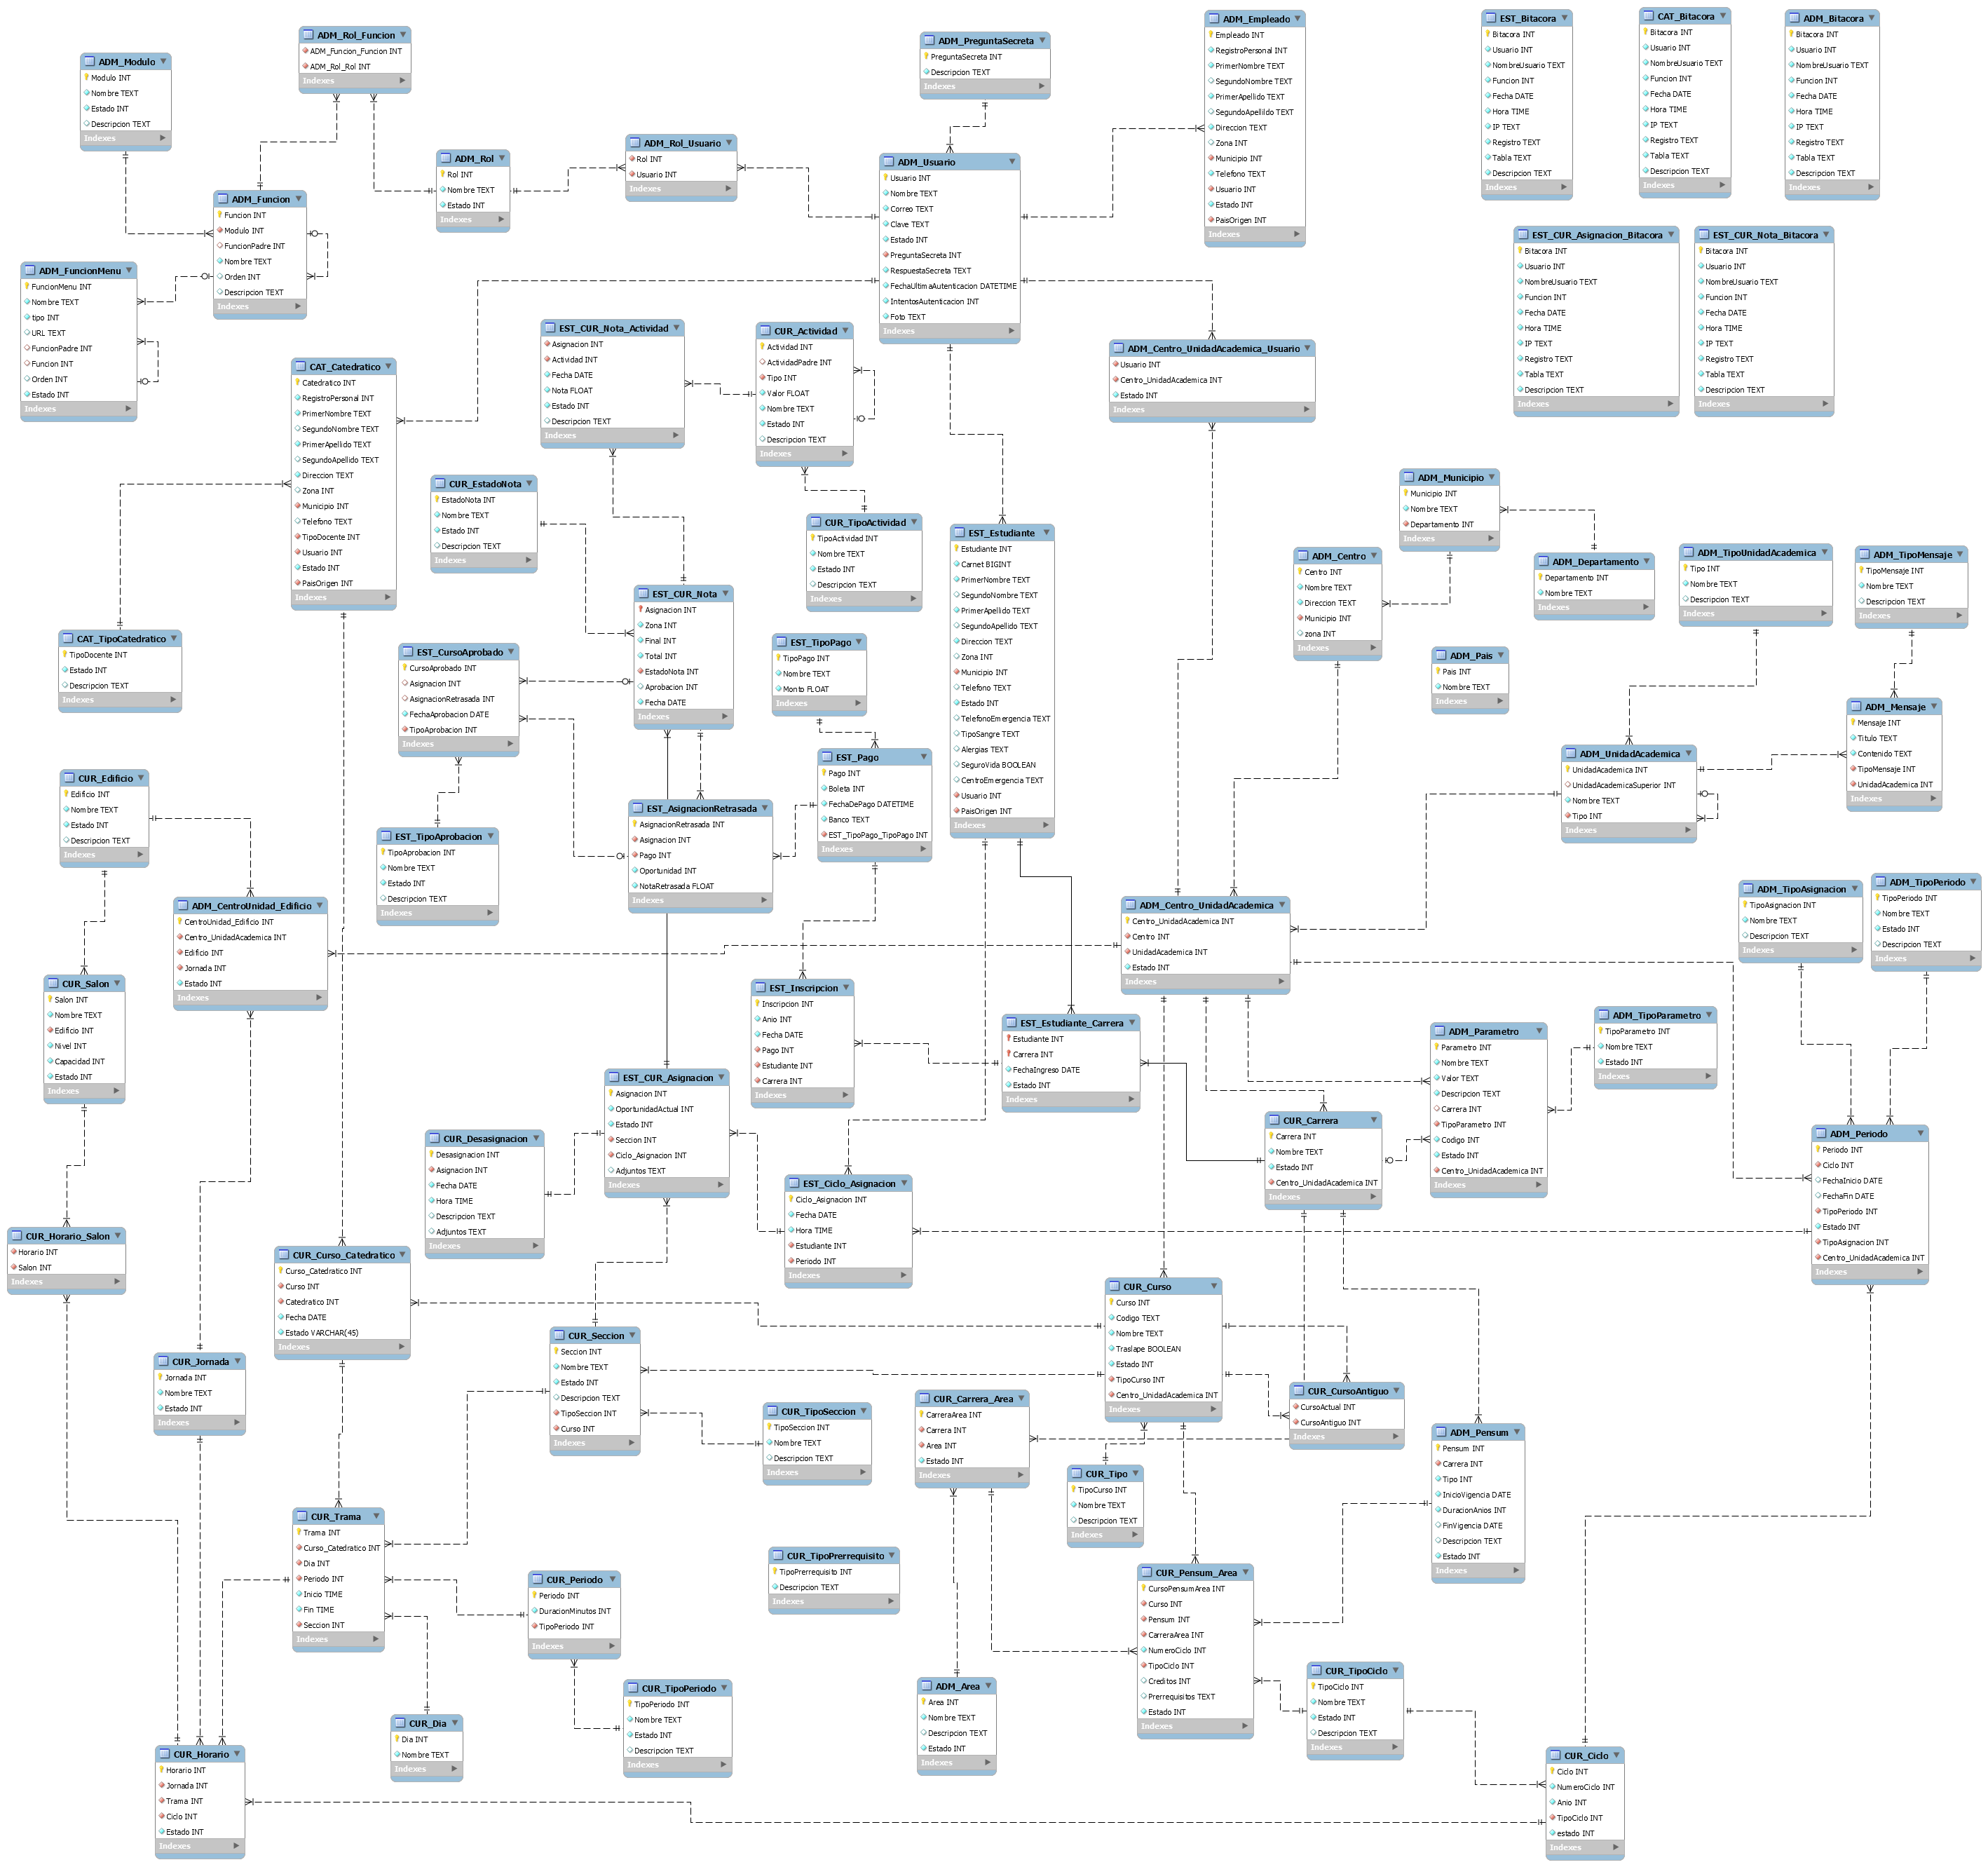 ADM_Modulo
Modulo INT
Nombre TEXT
Estado INT
Descripcion TEXT
Indexes
ADM_Rol_Funcion
ADM_Funcion_Funcion INT
ADM_Rol_Rol INT
Indexes
ADM_Rol
Rol INT
Nombre TEXT
Estado INT
Indexes
ADM_Rol_Usuario
Rol INT
Usuario INT
Indexes
ADM_PreguntaSecreta
PreguntaSecreta INT
Descripcion TEXT
Indexes
ADM_Usuario
Usuario INT
Nombre TEXT
Correo TEXT
Clave TEXT
Estado INT
PreguntaSecreta INT
RespuestaSecreta TEXT
FechaUltimaAutenticacion DATETIME
IntentosAutenticacion INT
Foto TEXT
Indexes
ADM_Empleado
Empleado INT
RegistroPersonal INT
PrimerNombre TEXT
SegundoNombre TEXT
PrimerApellido TEXT
SegundoApellildo TEXT
Direccion TEXT
Zona INT
Municipio INT
Telefono TEXT
Usuario INT
Estado INT
PaisOrigen INT
Indexes
EST_Bitacora
Bitacora INT
Usuario INT
NombreUsuario TEXT
Funcion INT
Fecha DATE
Hora TIME
IP TEXT
Registro TEXT
Tabla TEXT
Descripcion TEXT
Indexes
CAT_Bitacora
Bitacora INT
Usuario INT
NombreUsuario TEXT
Funcion INT
Fecha DATE
Hora TIME
IP TEXT
Registro TEXT
Tabla TEXT
Descripcion TEXT
Indexes
ADM_Bitacora
Bitacora INT
Usuario INT
NombreUsuario TEXT
Funcion INT
Fecha DATE
Hora TIME
IP TEXT
Registro TEXT
Tabla TEXT
Descripcion TEXT
Indexes
ADM_Funcion
Funcion INT
Modulo INT
FuncionPadre INT
Nombre TEXT
Orden INT
Descripcion TEXT
Indexes
ADM_FuncionMenu
FuncionMenu INT
Nombre TEXT
tipo INT
URL TEXT
FuncionPadre INT
Funcion INT
Orden INT
Estado INT
Indexes
EST_CUR_Asignacion_Bitacora
Bitacora INT
Usuario INT
NombreUsuario TEXT
Funcion INT
Fecha DATE
Hora TIME
IP TEXT
Registro TEXT
Tabla TEXT
Descripcion TEXT
Indexes
EST_CUR_Nota_Bitacora
Bitacora INT
Usuario INT
NombreUsuario TEXT
Funcion INT
Fecha DATE
Hora TIME
IP TEXT
Registro TEXT
Tabla TEXT
Descripcion TEXT
Indexes
CAT_Catedratico
Catedratico INT
RegistroPersonal INT
PrimerNombre TEXT
SegundoNombre TEXT
PrimerApellido TEXT
SegundoApellido TEXT
Direccion TEXT
Zona INT
Municipio INT
Telefono TEXT
TipoDocente INT
Usuario INT
Estado INT
PaisOrigen INT
Indexes
EST_CUR_Nota_Actividad
Asignacion INT
Actividad INT
Fecha DATE
Nota FLOAT
Estado INT
Descripcion TEXT
Indexes
CUR_Actividad
Actividad INT
ActividadPadre INT
Tipo INT
Valor FLOAT
Nombre TEXT
Estado INT
Descripcion TEXT
Indexes
ADM_Centro_UnidadAcademica_Usuario
Usuario INT
Centro_UnidadAcademica INT
Estado INT
Indexes
CUR_EstadoNota
EstadoNota INT
Nombre TEXT
Estado INT
Descripcion TEXT
Indexes
CUR_TipoActividad
TipoActividad INT
Nombre TEXT
Estado INT
Descripcion TEXT
Indexes
EST_Estudiante
Estudiante INT
Carnet BIGINT
PrimerNombre TEXT
SegundoNombre TEXT
PrimerApellido TEXT
SegundoApellido TEXT
Direccion TEXT
Zona INT
Municipio INT
Telefono TEXT
Estado INT
TelefonoEmergencia TEXT
TipoSangre TEXT
Alergias TEXT
SeguroVida BOOLEAN
CentroEmergencia TEXT
Usuario INT
PaisOrigen INT
Indexes
ADM_Municipio
Municipio INT
Nombre TEXT
Departamento INT
Indexes
ADM_Centro
Centro INT
Nombre TEXT
Direccion TEXT
Municipio INT
zona INT
Indexes
ADM_Departamento
Departamento INT
Nombre TEXT
Indexes
ADM_TipoUnidadAcademica
Tipo INT
Nombre TEXT
Descripcion TEXT
Indexes
ADM_TipoMensaje
TipoMensaje INT
Nombre TEXT
Descripcion TEXT
Indexes
CAT_TipoCatedratico
TipoDocente INT
Estado INT
Descripcion TEXT
Indexes
EST_CUR_Nota
Asignacion INT
Zona INT
Final INT
Total INT
EstadoNota INT
Aprobacion INT
Fecha DATE
Indexes
EST_CursoAprobado
CursoAprobado INT
Asignacion INT
AsignacionRetrasada INT
FechaAprobacion DATE
TipoAprobacion INT
Indexes
EST_TipoPago
TipoPago INT
Nombre TEXT
Monto FLOAT
Indexes
ADM_Pais
Pais INT
Nombre TEXT
Indexes
ADM_Mensaje
Mensaje INT
Titulo TEXT
Contenido TEXT
TipoMensaje INT
UnidadAcademica INT
Indexes
ADM_UnidadAcademica
UnidadAcademica INT
UnidadAcademicaSuperior INT
Nombre TEXT
Tipo INT
Indexes
CUR_Edificio
Edificio INT
Nombre TEXT
Estado INT
Descripcion TEXT
Indexes
EST_Pago
Pago INT
Boleta INT
FechaDePago DATETIME
Banco TEXT
EST_TipoPago_TipoPago INT
Indexes
EST_AsignacionRetrasada
AsignacionRetrasada INT
Asignacion INT
Pago INT
Oportunidad INT
NotaRetrasada FLOAT
Indexes
EST_TipoAprobacion
TipoAprobacion INT
Nombre TEXT
Estado INT
Descripcion TEXT
Indexes
ADM_CentroUnidad_Edificio
CentroUnidad_Edificio INT
Centro_UnidadAcademica INT
Edificio INT
Jornada INT
Estado INT
Indexes
ADM_Centro_UnidadAcademica
Centro_UnidadAcademica INT
Centro INT
UnidadAcademica INT
Estado INT
Indexes
ADM_TipoAsignacion
TipoAsignacion INT
Nombre TEXT
Descripcion TEXT
Indexes
ADM_TipoPeriodo
TipoPeriodo INT
Nombre TEXT
Estado INT
Descripcion TEXT
Indexes
CUR_Salon
Salon INT
Nombre TEXT
Edificio INT
Nivel INT
Capacidad INT
Estado INT
Indexes
EST_Inscripcion
Inscripcion INT
Anio INT
Fecha DATE
Pago INT
Estudiante INT
Carrera INT
Indexes
EST_Estudiante_Carrera
Estudiante INT
Carrera INT
FechaIngreso DATE
Estado INT
Indexes
ADM_Parametro
Parametro INT
Nombre TEXT
Valor TEXT
Descripcion TEXT
Carrera INT
TipoParametro INT
Codigo INT
Estado INT
Centro_UnidadAcademica INT
Indexes
ADM_TipoParametro
TipoParametro INT
Nombre TEXT
Estado INT
Indexes
EST_CUR_Asignacion
Asignacion INT
OportunidadActual INT
Estado INT
Seccion INT
Ciclo_Asignacion INT
Adjuntos TEXT
Indexes
CUR_Desasignacion
Desasignacion INT
Asignacion INT
Fecha DATE
Hora TIME
Descripcion TEXT
Adjuntos TEXT
Indexes
CUR_Carrera
Carrera INT
Nombre TEXT
Estado INT
Centro_UnidadAcademica INT
Indexes
ADM_Periodo
Periodo INT
Ciclo INT
FechaInicio DATE
FechaFin DATE
TipoPeriodo INT
Estado INT
TipoAsignacion INT
Centro_UnidadAcademica INT
Indexes
EST_Ciclo_Asignacion
Ciclo_Asignacion INT
Fecha DATE
Hora TIME
Estudiante INT
Periodo INT
Indexes
CUR_Horario_Salon
Horario INT
Salon INT
Indexes
CUR_Curso_Catedratico
Curso_Catedratico INT
Curso INT
Catedratico INT
Fecha DATE
Estado VARCHAR(45)
Indexes
CUR_Curso
Curso INT
Codigo TEXT
Nombre TEXT
Traslape BOOLEAN
Estado INT
TipoCurso INT
Centro_UnidadAcademica INT
Indexes
CUR_Seccion
Seccion INT
Nombre TEXT
Estado INT
Descripcion TEXT
TipoSeccion INT
Curso INT
Indexes
CUR_Jornada
Jornada INT
Nombre TEXT
Estado INT
Indexes
CUR_TipoSeccion
TipoSeccion INT
Nombre TEXT
Descripcion TEXT
Indexes
CUR_Carrera_Area
CarreraArea INT
Carrera INT
Area INT
Estado INT
Indexes
CUR_CursoAntiguo
CursoActual INT
CursoAntiguo INT
Indexes
ADM_Pensum
Pensum INT
Carrera INT
Tipo INT
InicioVigencia DATE
DuracionAnios INT
FinVigencia DATE
Descripcion TEXT
Estado INT
Indexes
CUR_Tipo
TipoCurso INT
Nombre TEXT
Descripcion TEXT
Indexes
CUR_Trama
Trama INT
Curso_Catedratico INT
Dia INT
Periodo INT
Inicio TIME
Fin TIME
Seccion INT
Indexes
CUR_TipoPrerrequisito
TipoPrerrequisito INT
Descripcion TEXT
Indexes
CUR_Periodo
Periodo INT
DuracionMinutos INT
TipoPeriodo INT
Indexes
CUR_Pensum_Area
CursoPensumArea INT
Curso INT
Pensum INT
CarreraArea INT
NumeroCiclo INT
TipoCiclo INT
Creditos INT
Prerrequisitos TEXT
Estado INT
Indexes
CUR_TipoPeriodo
TipoPeriodo INT
Nombre TEXT
Estado INT
Descripcion TEXT
Indexes
ADM_Area
Area INT
Nombre TEXT
Descripcion TEXT
Estado INT
Indexes
CUR_TipoCiclo
TipoCiclo INT
Nombre TEXT
Estado INT
Descripcion TEXT
Indexes
CUR_Dia
Dia INT
Nombre TEXT
Indexes
CUR_Horario
Horario INT
Jornada INT
Trama INT
Ciclo INT
Estado INT
Indexes
CUR_Ciclo
Ciclo INT
NumeroCiclo INT
Anio INT
TipoCiclo INT
estado INT
Indexes